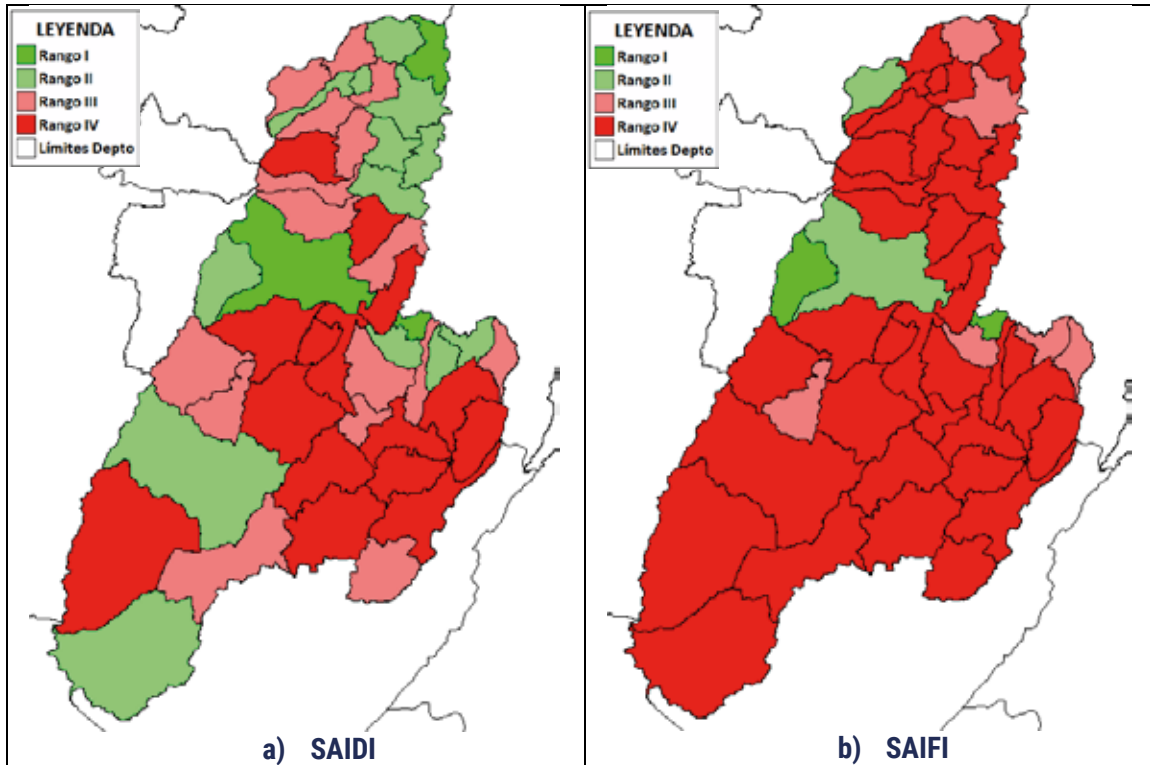 LEYENDA
Rango I
Rango II
Rango III
Rango IV
Limites Depto
LEYENDA
Rango I
Rango II
Rango III
Rango IV
Limites Depto
a) SAIDI
b) SAIFI